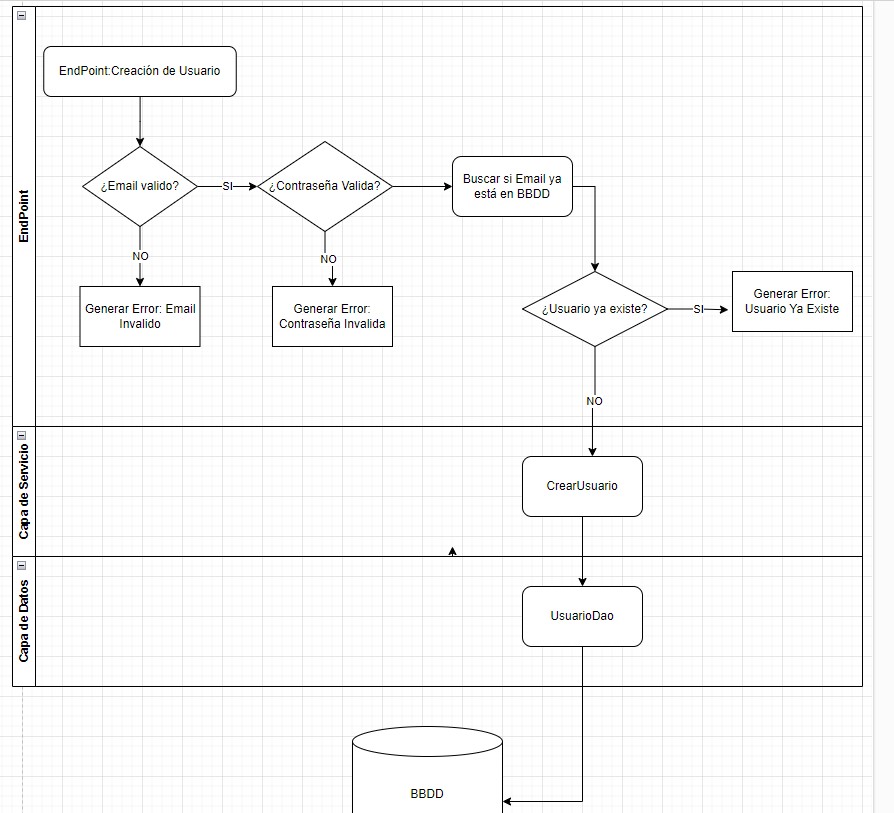 EndPoint
EndPoint:Creación de Usuario
¿Email valido?
SI
¿Contraseña Valida?
Buscar si Email ya
está en BBDD
NO
Generar Error: Email
Invalido
NO
Generar Error:
Contraseña Invalida
¿Usuario ya existe?
SI
Generar Error:
Usuario Ya Existe
NO
Capa de Servicio
CrearUsuario
Capa de Datos
UsuarioDao
BBDD